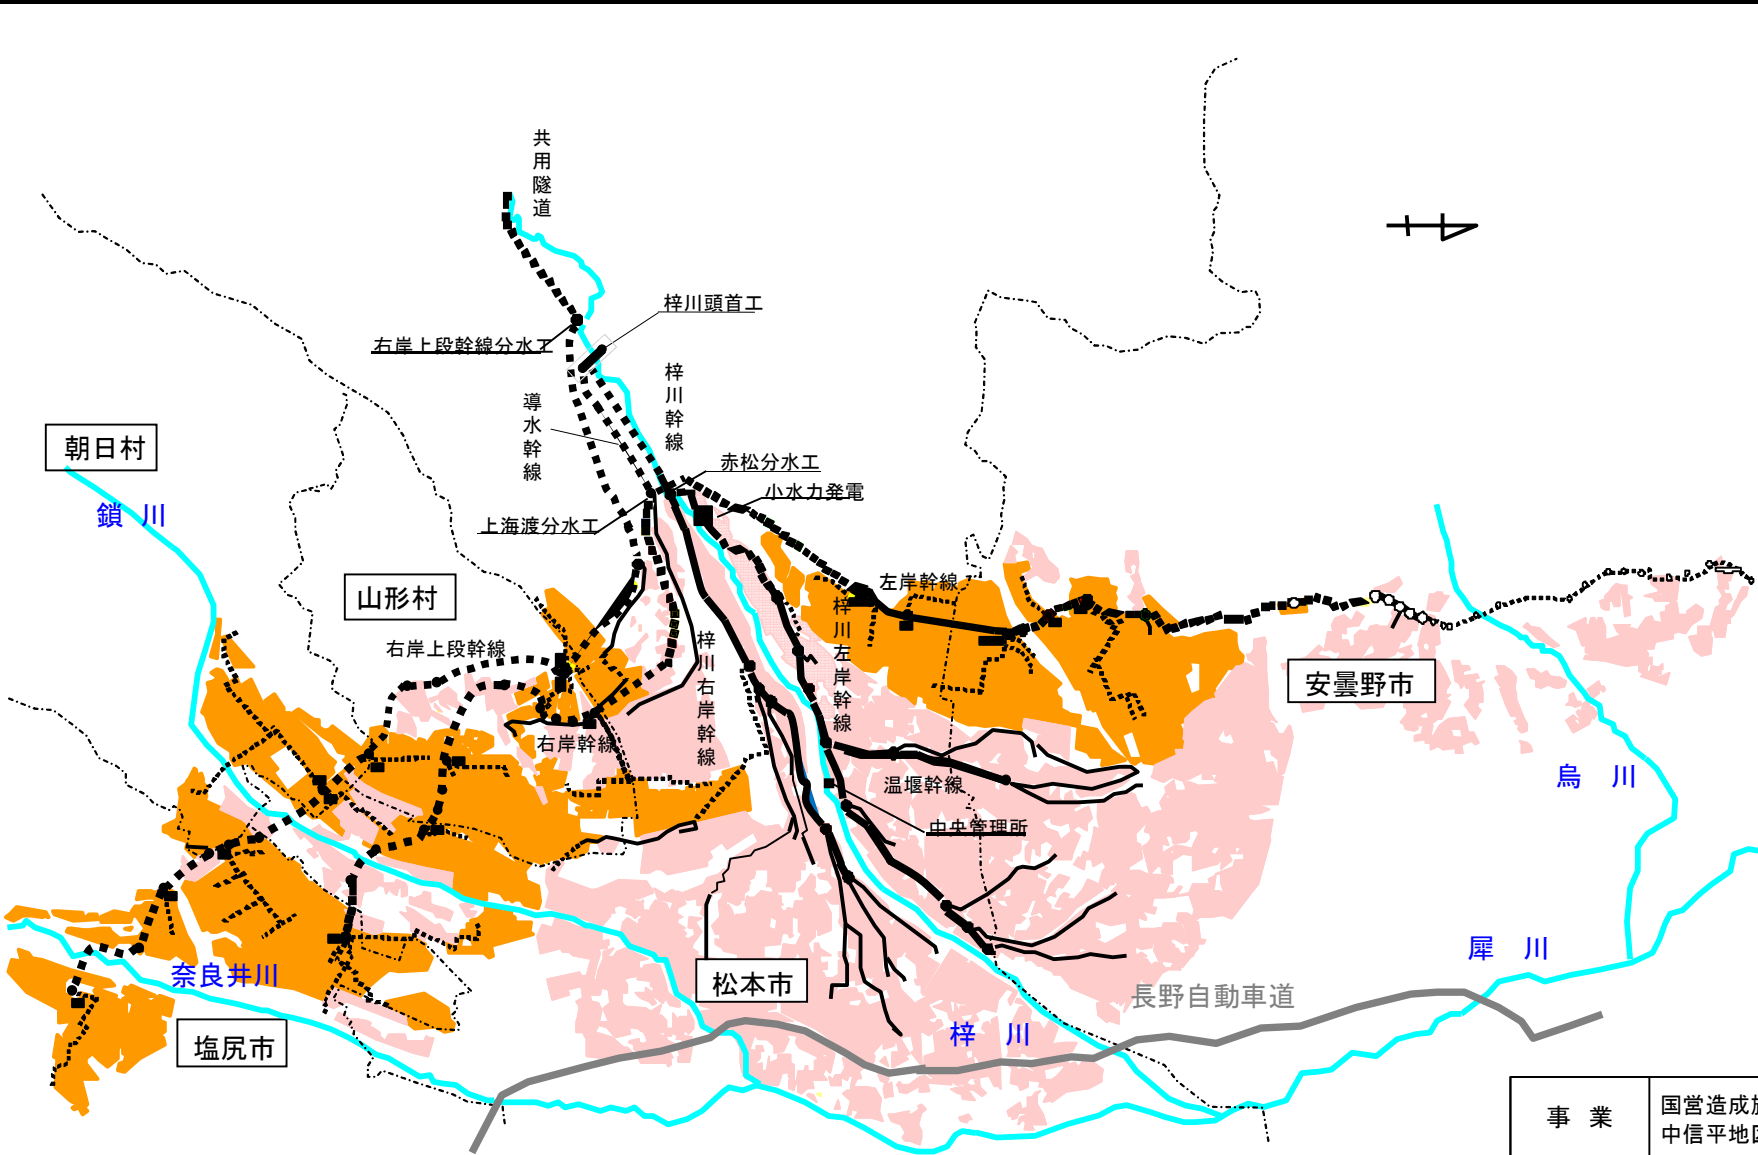 共用隧道
梓川頭首工
右岸上段幹線分水工
梓川幹線
導水幹線
朝日村
赤松分水工
小水力発電
鎖川
上海渡分水工
山形村
左岸幹線
梓川左岸幹線
右岸上段幹線
梓川右岸幹線
安曇野市
右岸幹線
烏川
温堰幹線
中央管理所
犀川
奈良井川
松本市
長野自動車道
梓川
塩尻市
事業
国営造成
中信平地